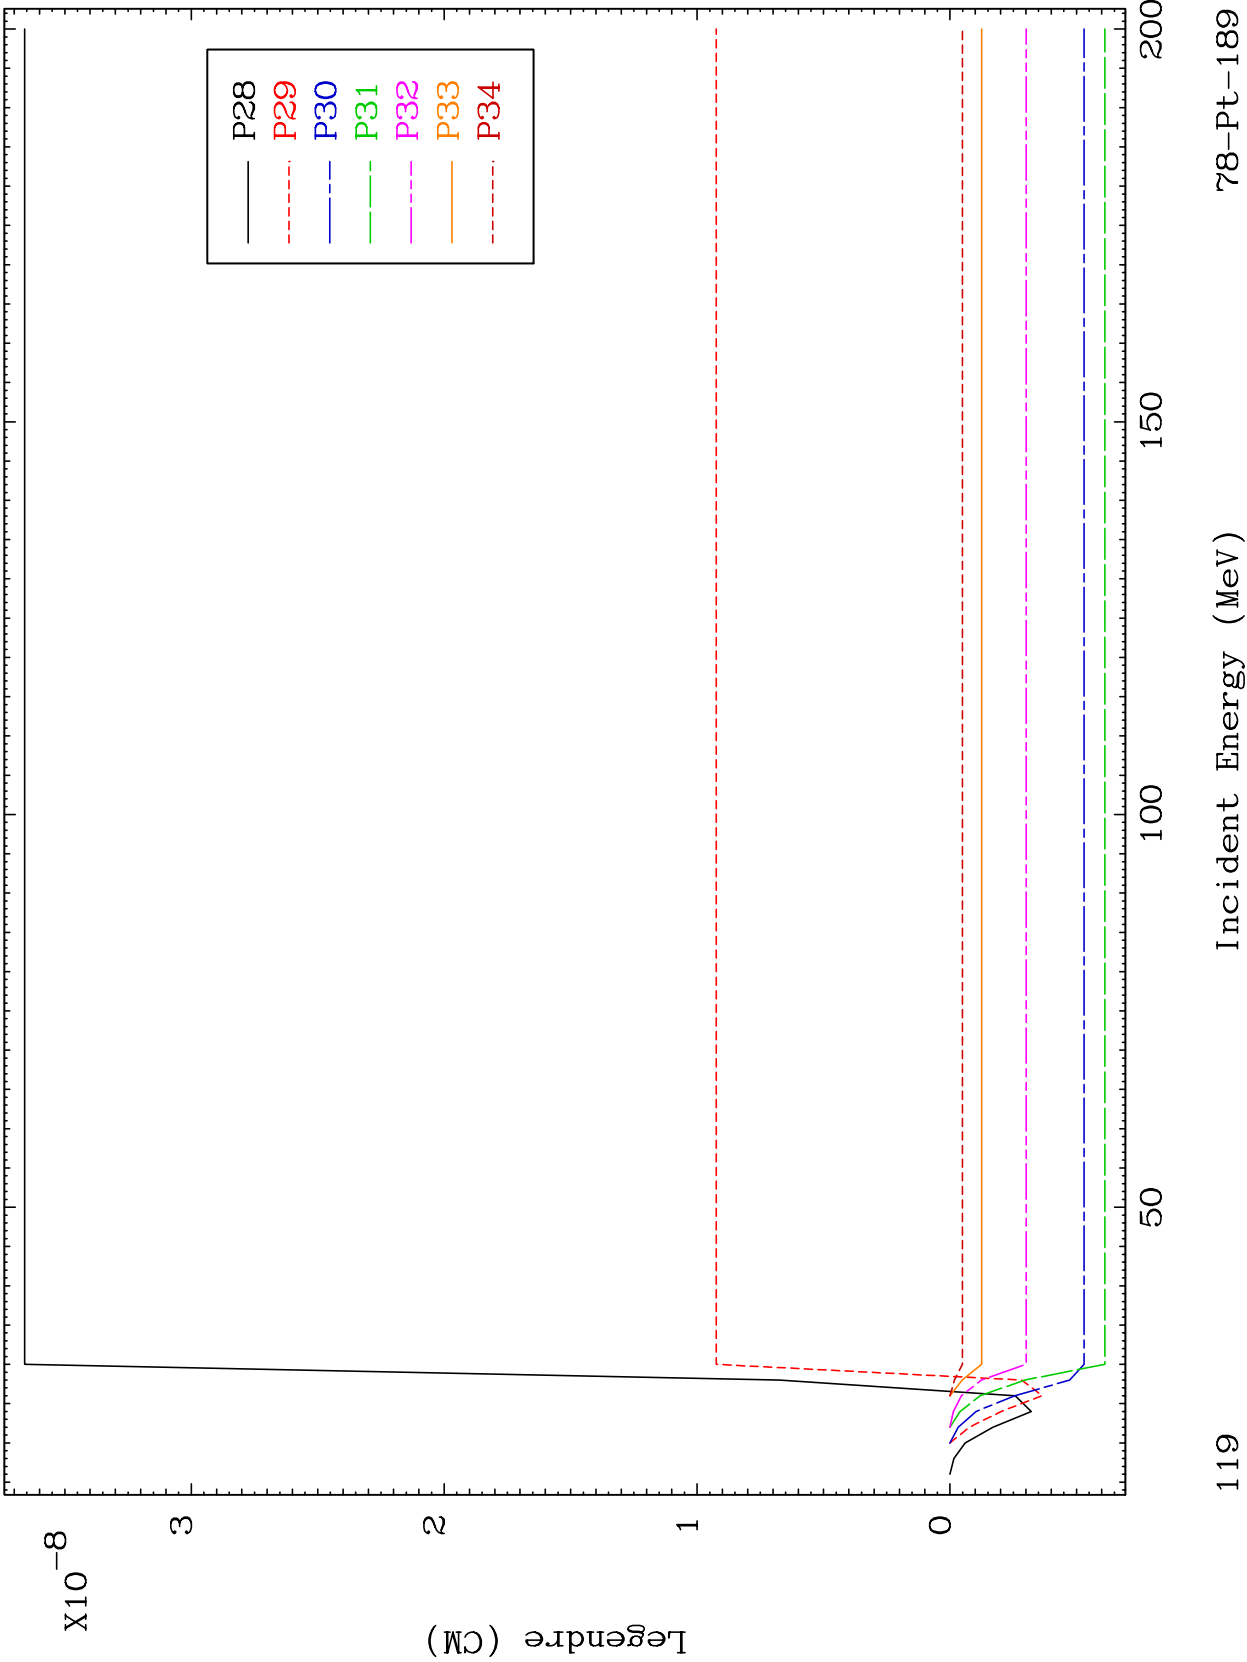 X10-8
Legendre (CM)
3
2
1
0
P28
P29
P30
P31
P32
P33
P34
50
100
150
200
Incident Energy (MeV)
119
78-Pt-189